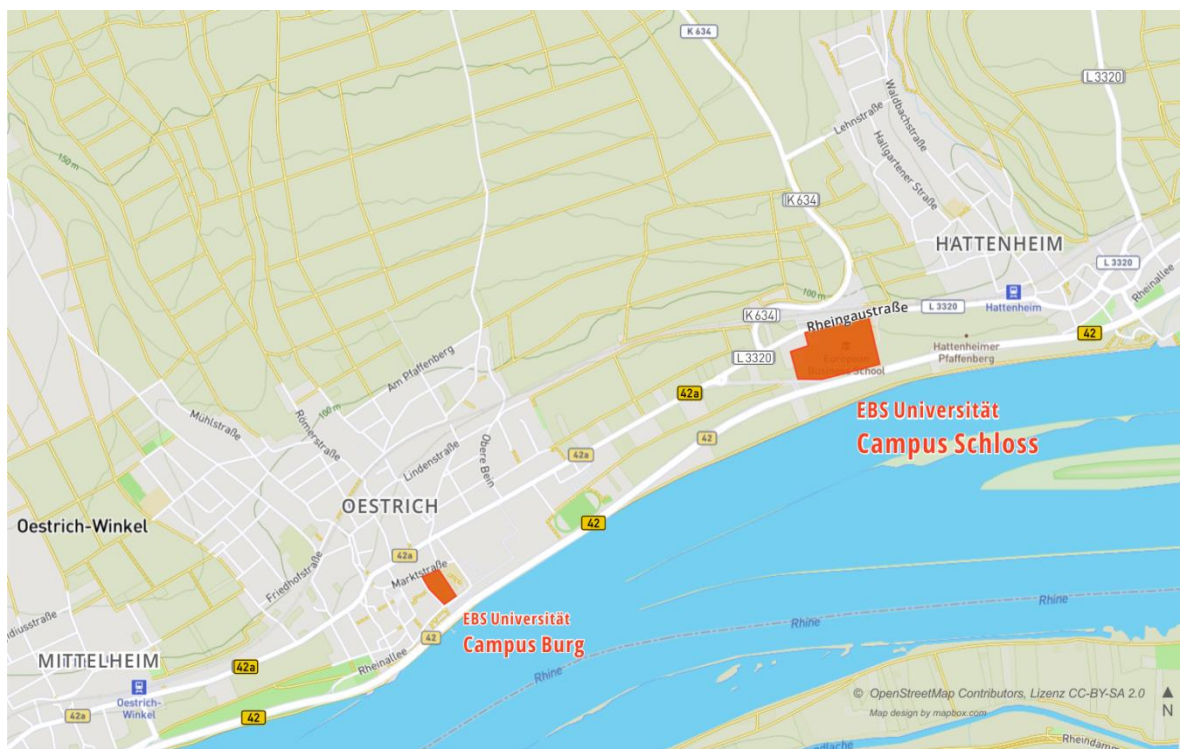 K 634
L 3320
Waldbachstraße
Lehnstraße
Hallgartener Straße
150 m
K 634
HATTENHEIM
L 3320
Rheinallee
Hattenheim
100 m
Rheingaustraße
L 3320
K 634
42
Hattenheimer
Pfaffenberg
European
Business School
L 3320
Am Pfaffenberg
42a
EBS Universität
Campus Schloss
100 m
Mühlstraße
Römerstraße
Lindenstraße
Obere Bein
42
42a
OESTRICH
Oestrich-Winkel
42
42a
Marktstraße
Friedhofstraße
EBS Universität
Campus Burg
Rhine
Rhine
42
Rheinallee
MITTELHEIM
42a
Rhine
Oestrich-
Winkel
42a
42
© OpenStreetMap Contributors, Lizenz CC-BY-SA 2.0
Map design by mapbox.com
N
Rheindamm